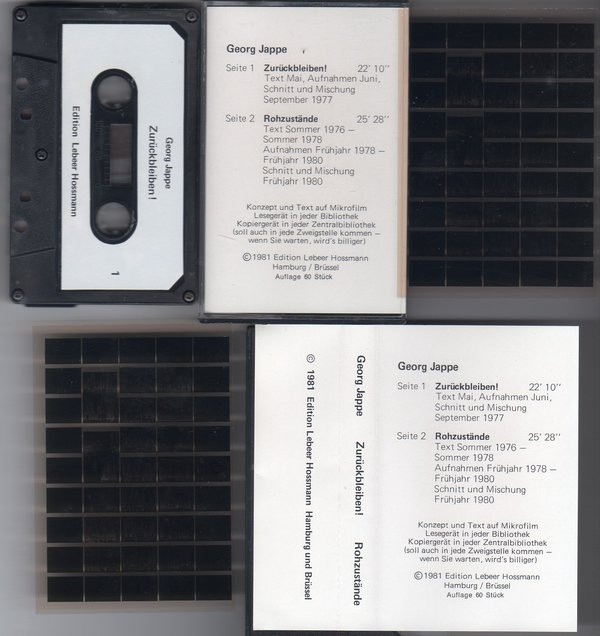 Georg Jappe
Zurückbleiben!
Edition Lebeer Hossmann
1
Georg Jappe
Seite 1 Zurückbleiben! 22' 10''
Text Mai, Aufnahmen Juni,
Schnitt und Mischung
September 1977
Seite 2 Rohzustände 25' 28''
Text Sommer 1976 –
Sommer 1978
Aufnahmen Frühjahr 1978 –
Frühjahr 1980
Schnitt und Mischung
Frühjahr 1980
Konzept und Text auf Mikrofilm
Lesegerät in jeder Bibliothek
Kopiergerät in jeder Zentralbibliothek
(soll auch in jede Zweigstelle kommen –
wenn Sie warten, wird's billiger)
©1981 Edition Lebeer Hossmann
Hamburg / Brüssel
Auflage 60 Stück
© 1981 Edition Lebeer Hossmann Hamburg und Brüssel
Georg Jappe Zurückbleiben! Rohzustände
Georg Jappe
Seite 1 Zurückbleiben! 22' 10''
Text Mai, Aufnahmen Juni,
Schnitt und Mischung
September 1977
Seite 2 Rohzustände 25' 28''
Text Sommer 1976 –
Sommer 1978
Aufnahmen Frühjahr 1978 –
Frühjahr 1980
Schnitt und Mischung
Frühjahr 1980
Konzept und Text auf Mikrofilm
Lesegerät in jeder Bibliothek
Kopiergerät in jeder Zentralbibliothek
(soll auch in jede Zweigstelle kommen –
wenn Sie warten, wird's billiger)
©1981 Edition Lebeer Hossmann
Hamburg / Brüssel
Auflage 60 Stück